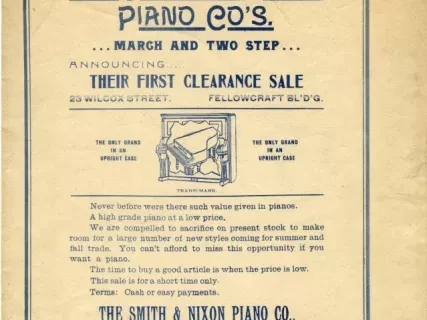 PIANO CO'S.
...MARCH AND TWO STEP...
ANNOUNCING....
THEIR FIRST CLEARANCE SALE
23 WILCOX STREET. FELLOWCRAFT BL'D'G.
THE ONLY GRAND
IN AN
UPRIGHT CASE
THE ONLY GRAND
IN AN
UPRIGHT CASE
TRADE-MARK.
Never before were there such value given in pianos.
A high grade piano at a low price.
We are compelled to sacrifice on present stock to make
room for a large number of new styles coming for summer and
fall trade. You can't afford to miss this opportunity if you
want a piano.
The time to buy a good article is when the price is low.
This sale is for a short time only.
Terms: Cash or easy payments.
THE SMITH & NIXON PIANO CO.,